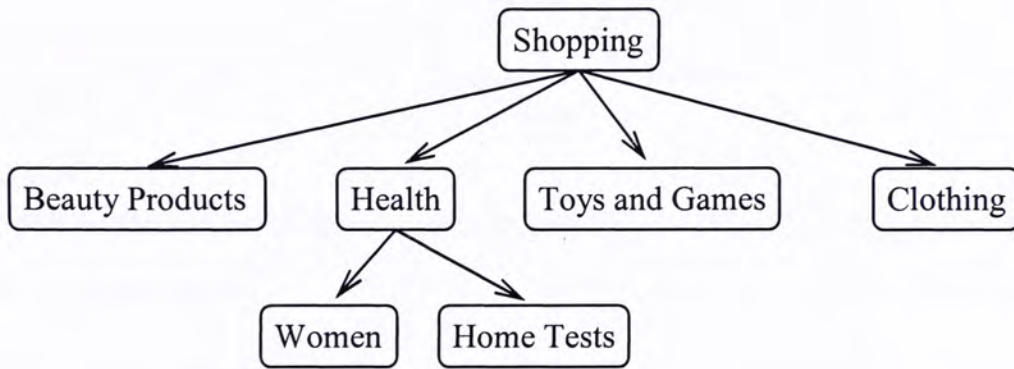 Shopping
Beauty Products
Health
Toys and Games
Clothing
Women
Home Tests